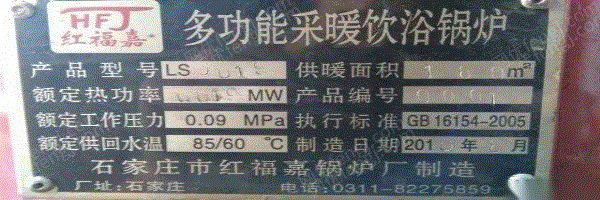 HFJ 红福嘉 多功能采暖饮浴锅炉
产品型号 LS 供暖面积 m²
额定热功率 MW 产品编号
额定工作压力 0.09 MPa 执行标准 GB 16154-2005
额定供回水温 85/60 ℃ 制造日期 201 年 月
石家庄市红福嘉锅炉厂制造
厂址:石家庄 电话:0311-82275859